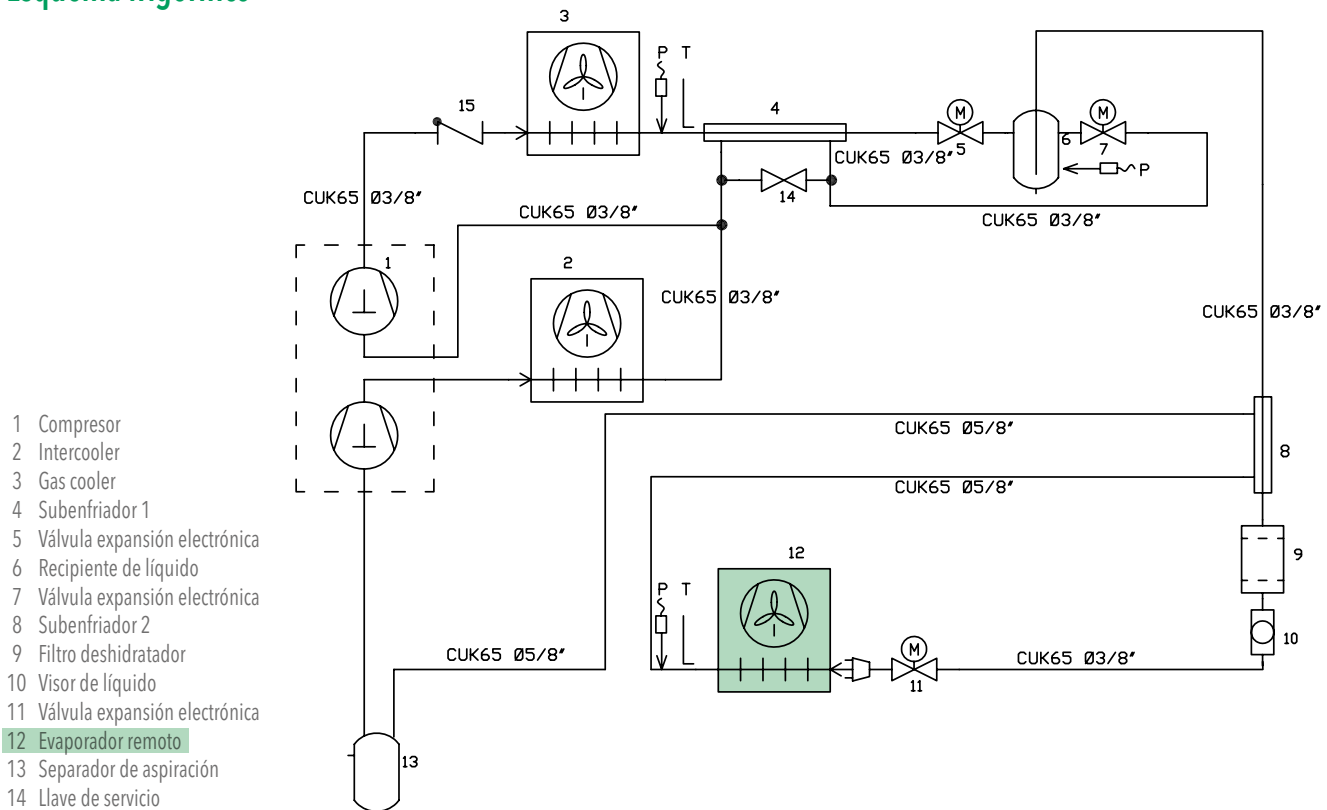 Esquema frigorífico
3
P T
4
15
M
M
5
6
7
P
CUK65 Ø3/8"
14
CUK65 Ø3/8"
CUK65 Ø3/8"
CUK65 Ø3/8"
1
2
CUK65 Ø3/8"
CUK65 Ø3/8"
CUK65 Ø5/8"
8
CUK65 Ø5/8"
9
12
P T
10
M
11
CUK65 Ø3/8"
CUK65 Ø5/8"
13
1 Compresor
2 Intercooler
3 Gas cooler
4 Subenfriador 1
5 Válvula expansión electrónica
6 Recipiente de líquido
7 Válvula expansión electrónica
8 Subenfriador 2
9 Filtro deshidratador
10 Visor de líquido
11 Válvula expansión electrónica
12 Evaporador remoto
13 Separador de aspiración
14 Llave de servicio